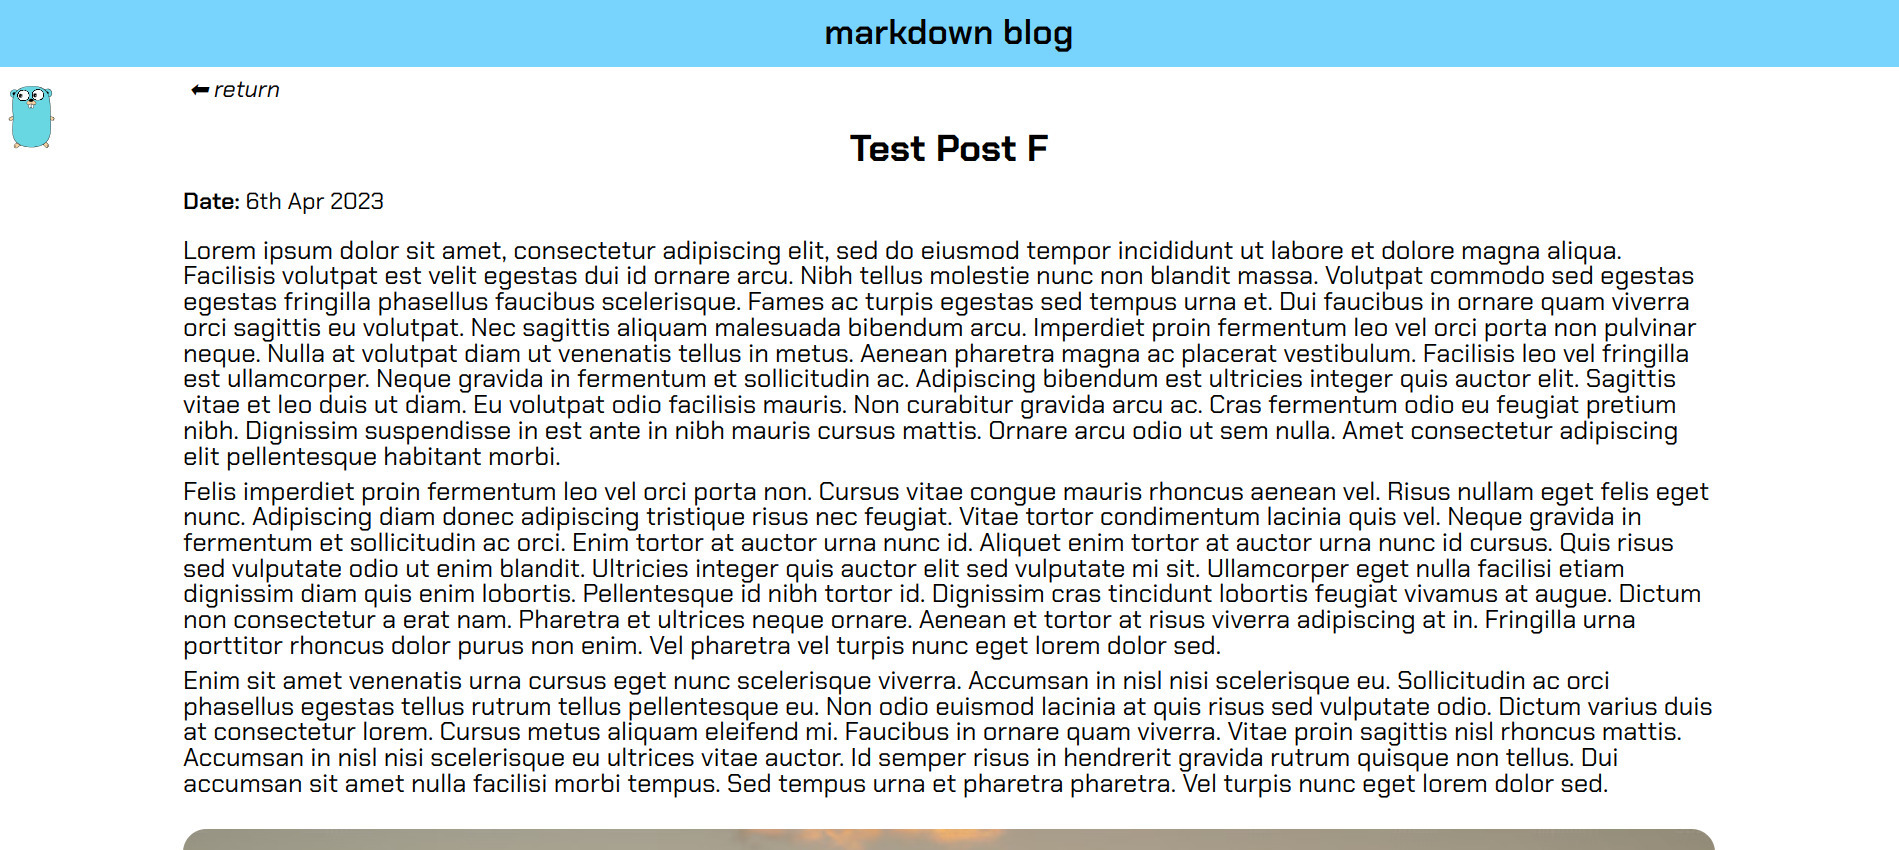 markdown blog
⬅ return
Test Post F
Date: 6th Apr 2023
Lorem ipsum dolor sit amet, consectetur adipiscing elit, sed do eiusmod tempor incididunt ut labore et dolore magna aliqua.
Facilisis volutpat est velit egestas dui id ornare arcu. Nibh tellus molestie nunc non blandit massa. Volutpat commodo sed egestas
egestas fringilla phasellus faucibus scelerisque. Fames ac turpis egestas sed tempus urna et. Dui faucibus in ornare quam viverra
orci sagittis eu volutpat. Nec sagittis aliquam malesuada bibendum arcu. Imperdiet proin fermentum leo vel orci porta non pulvinar
neque. Nulla at volutpat diam ut venenatis tellus in metus. Aenean pharetra magna ac placerat vestibulum. Facilisis leo vel fringilla
est ullamcorper. Neque gravida in fermentum et sollicitudin ac. Adipiscing bibendum est ultricies integer quis auctor elit. Sagittis
vitae et leo duis ut diam. Eu volutpat odio facilisis mauris. Non curabitur gravida arcu ac. Cras fermentum odio eu feugiat pretium
nibh. Dignissim suspendisse in est ante in nibh mauris cursus mattis. Ornare arcu odio ut sem nulla. Amet consectetur adipiscing
elit pellentesque habitant morbi.
Felis imperdiet proin fermentum leo vel orci porta non. Cursus vitae congue mauris rhoncus aenean vel. Risus nullam eget felis eget
nunc. Adipiscing diam donec adipiscing tristique risus nec feugiat. Vitae tortor condimentum lacinia quis vel. Neque gravida in
fermentum et sollicitudin ac orci. Enim tortor at auctor urna nunc id. Aliquet enim tortor at auctor urna nunc id cursus. Quis risus
sed vulputate odio ut enim blandit. Ultricies integer quis auctor elit sed vulputate mi sit. Ullamcorper eget nulla facilisi etiam
dignissim diam quis enim lobortis. Pellentesque id nibh tortor id. Dignissim cras tincidunt lobortis feugiat vivamus at augue. Dictum
non consectetur a erat nam. Pharetra et ultrices neque ornare. Aenean et tortor at risus viverra adipiscing at in. Fringilla urna
porttitor rhoncus dolor purus non enim. Vel pharetra vel turpis nunc eget lorem dolor sed.
Enim sit amet venenatis urna cursus eget nunc scelerisque viverra. Accumsan in nisl nisi scelerisque eu. Sollicitudin ac orci
phasellus egestas tellus rutrum tellus pellentesque eu. Non odio euismod lacinia at quis risus sed vulputate odio. Dictum varius duis
at consectetur lorem. Cursus metus aliquam eleifend mi. Faucibus in ornare quam viverra. Vitae proin sagittis nisl rhoncus mattis.
Accumsan in nisl nisi scelerisque eu ultrices vitae auctor. Id semper risus in hendrerit gravida rutrum quisque non tellus. Dui
accumsan sit amet nulla facilisi morbi tempus. Sed tempus urna et pharetra pharetra. Vel turpis nunc eget lorem dolor sed.